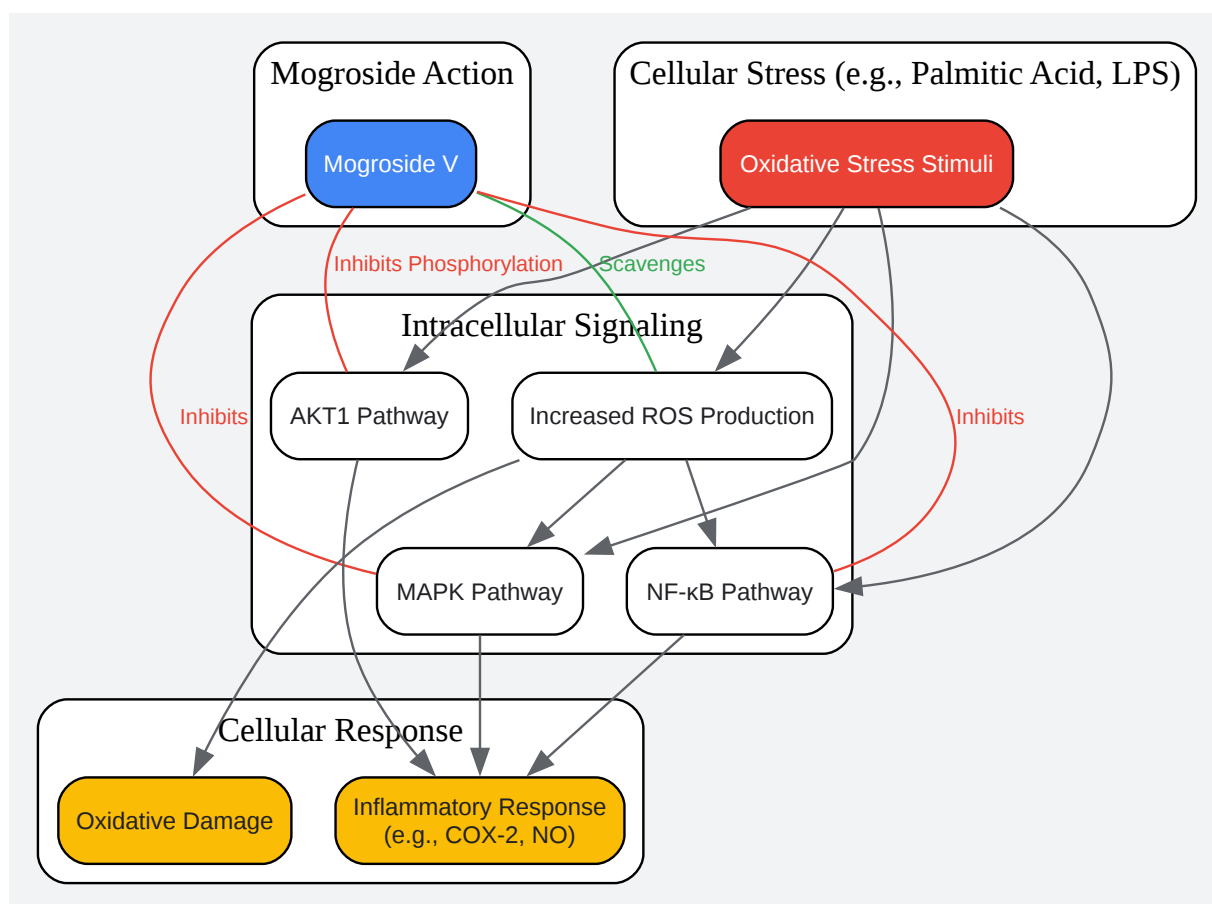 Mogroside Action
Cellular Stress (e.g., Palmitic Acid, LPS)
Mogroside V
Oxidative Stress Stimuli
Inhibits Phosphorylation
Scavenges
Intracellular Signaling
Inhibits
AKT1 Pathway
Increased ROS Production
Inhibits
MAPK Pathway
NF-κB Pathway
Cellular Response
Oxidative Damage
Inflammatory Response
(e.g., COX-2, NO)